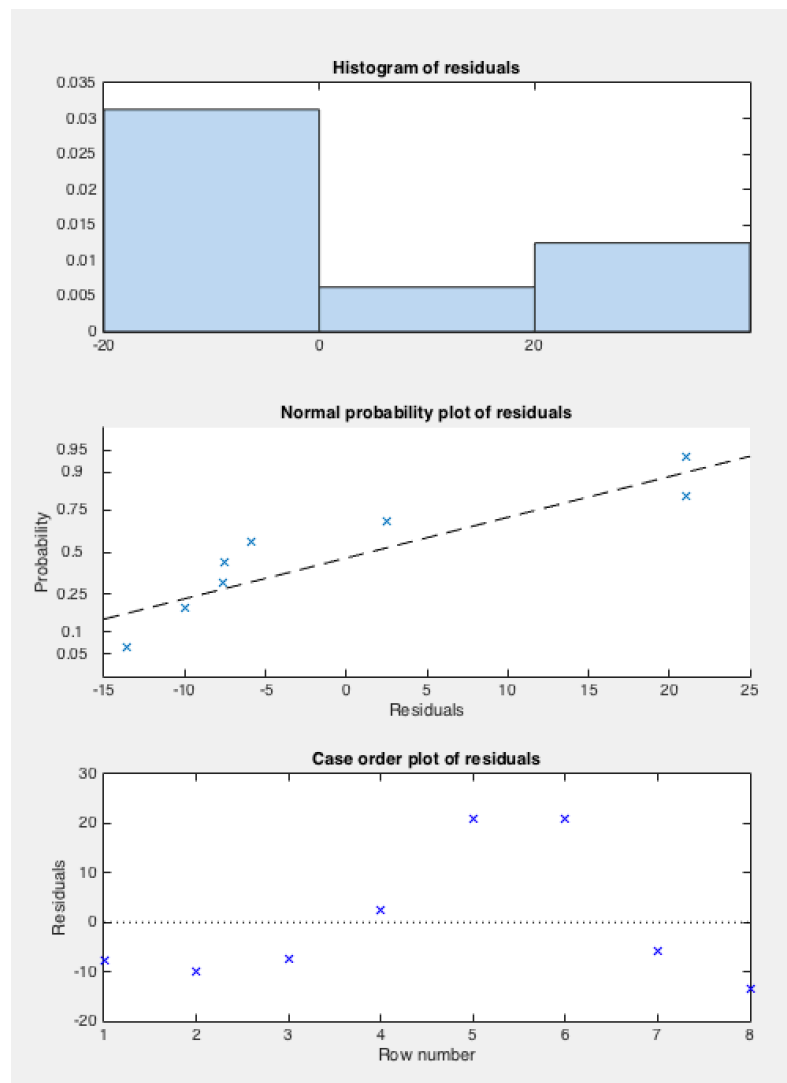 Histogram of residuals
0.035
0.03
0.025
0.02
0.015
0.01
0.005
0
-20 0 20
Normal probability plot of residuals
0.95
0.9
0.75
0.5
0.25
0.1
0.05
Probability
-15 -10 -5 0 5 10 15 20 25
Residuals
Case order plot of residuals
30
20
10
0
-10
-20
Residuals
1 2 3 4 5 6 7 8
Row number